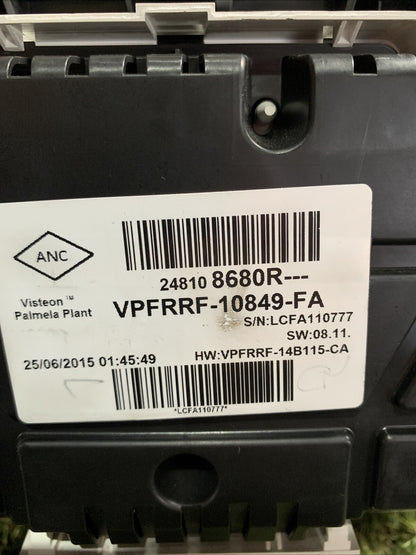 ANC
24810 8680R---
Visteon™
Palmela Plant
VPFRRF-10849-FA
S/N:LCFA110777
SW:08.11.
25/06/2015 01:45:49
HW:VPFRRF-14B115-CA
*LCFA110777*